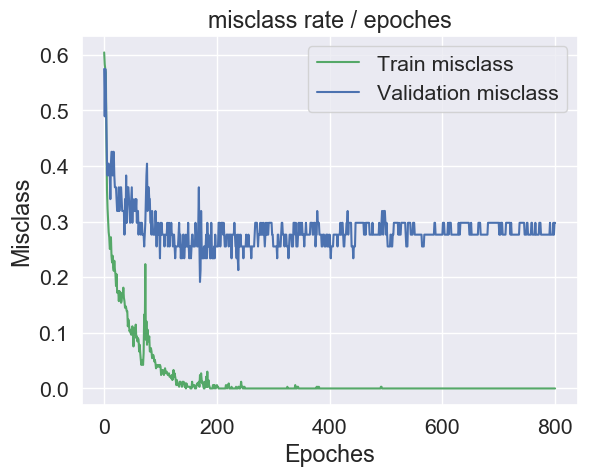 misclass rate / epoches
Train misclass
Validation misclass
0.6
0.5
0.4
0.3
0.2
0.1
0.0
Misclass
0
200
400
600
800
Epoches